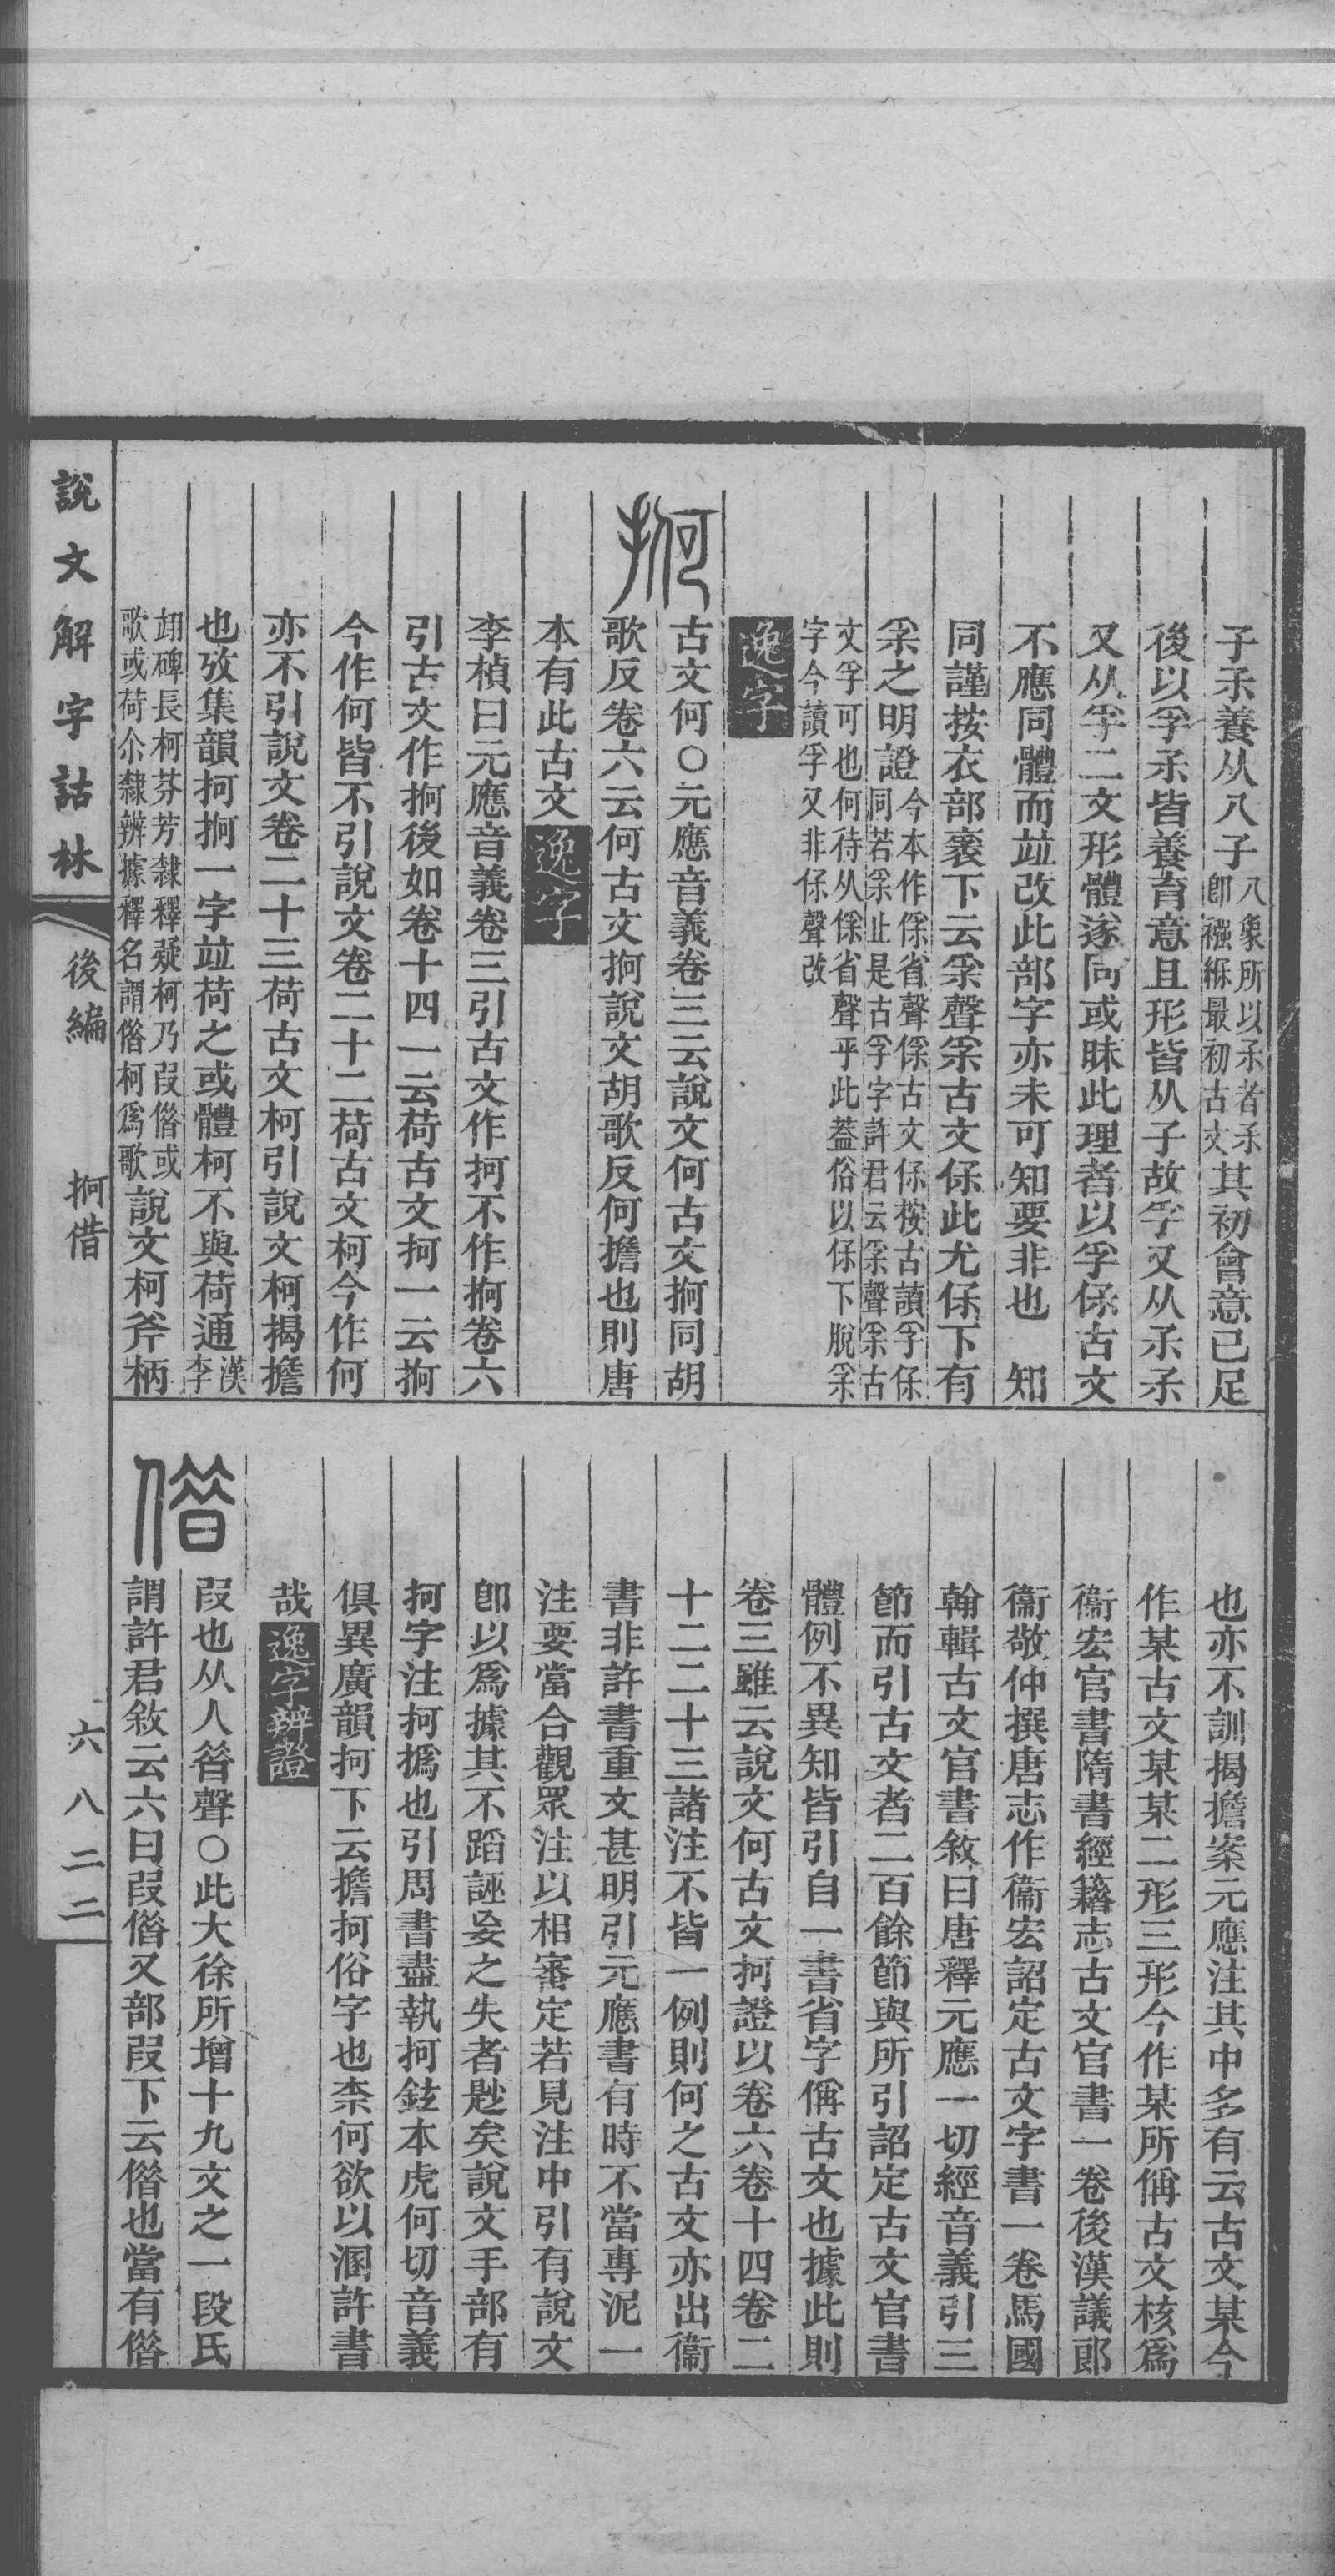 子𤓽養从八子八象所以𤓽者𤓽卽襁緥最初古文其初會意已足
後以孚𤓽皆養育意且形皆从子故孚又从𤓽𤓽
又从孚二文形體遂同或昧此理者以孚保古文
不應同體而竝改此部字亦未可知要非也　知
同謹按衣部褒下云𤔍聲𤔍古文保此尤保下有
𤔍之明證今本作保省聲保古文保按古讀孚保同若𤔍止是古孚字許君云𤔍聲𤔍古
文孚可也何待从保省聲乎此葢俗以保下脫𤔍字今讀孚又非保聲改
逸字
抲
古文何○元應音義卷三云說文何古文抲同胡
歌反卷六云何古文抲說文胡歌反何擔也則唐
本有此古文逸字
李楨曰元應音義卷三引古文作抲不作抲卷六
引古文作抲後如卷十四一云荷古文抲一云抲
今作何皆不引說文卷二十二荷古文柯今作何
亦不引說文卷二十三荷古文柯引說文柯揭擔
也攷集韻抲抲一字竝荷之或體柯不與荷通漢李
翊碑長柯芬芳隸釋疑柯乃叚偺或歌或荷尒隸辨據釋名謂偺柯爲歌說文柯斧柄
也亦不訓揭擔案元應注其中多有云古文某今
作某古文某某二形三形今作某所偁古文核爲
衞宏官書隋書經籍志古文官書一卷後漢議郎
衞敬仲撰唐志作衞宏詔定古文字書一卷馬國
翰輯古文官書敘曰唐釋元應一切經音義引三
節而引古文者二百餘節與所引詔定古文官書
體例不異知皆引自一書省字偁古文也據此則
卷三雖云說文何古文抲證以卷六卷十四卷二
十二二十三諸注不皆一例則何之古文亦出衞
書非許書重文甚明引元應書有時不當專泥一
注要當合觀眾注以相審定若見注中引有說文
卽以爲據其不蹈誣妄之失者尟矣說文手部有
抲字注抲撝也引周書盡執抲鉉本虎何切音義
俱異廣韻抲下云擔抲俗字也柰何欲以溷許書
哉逸字辨證
偺
叚也从人朁聲○此大徐所增十九文之一段氏
謂許君敘云六曰叚偺又部叚下云偺也當有偺
說文解字詁林　後編　抲借　六八二二